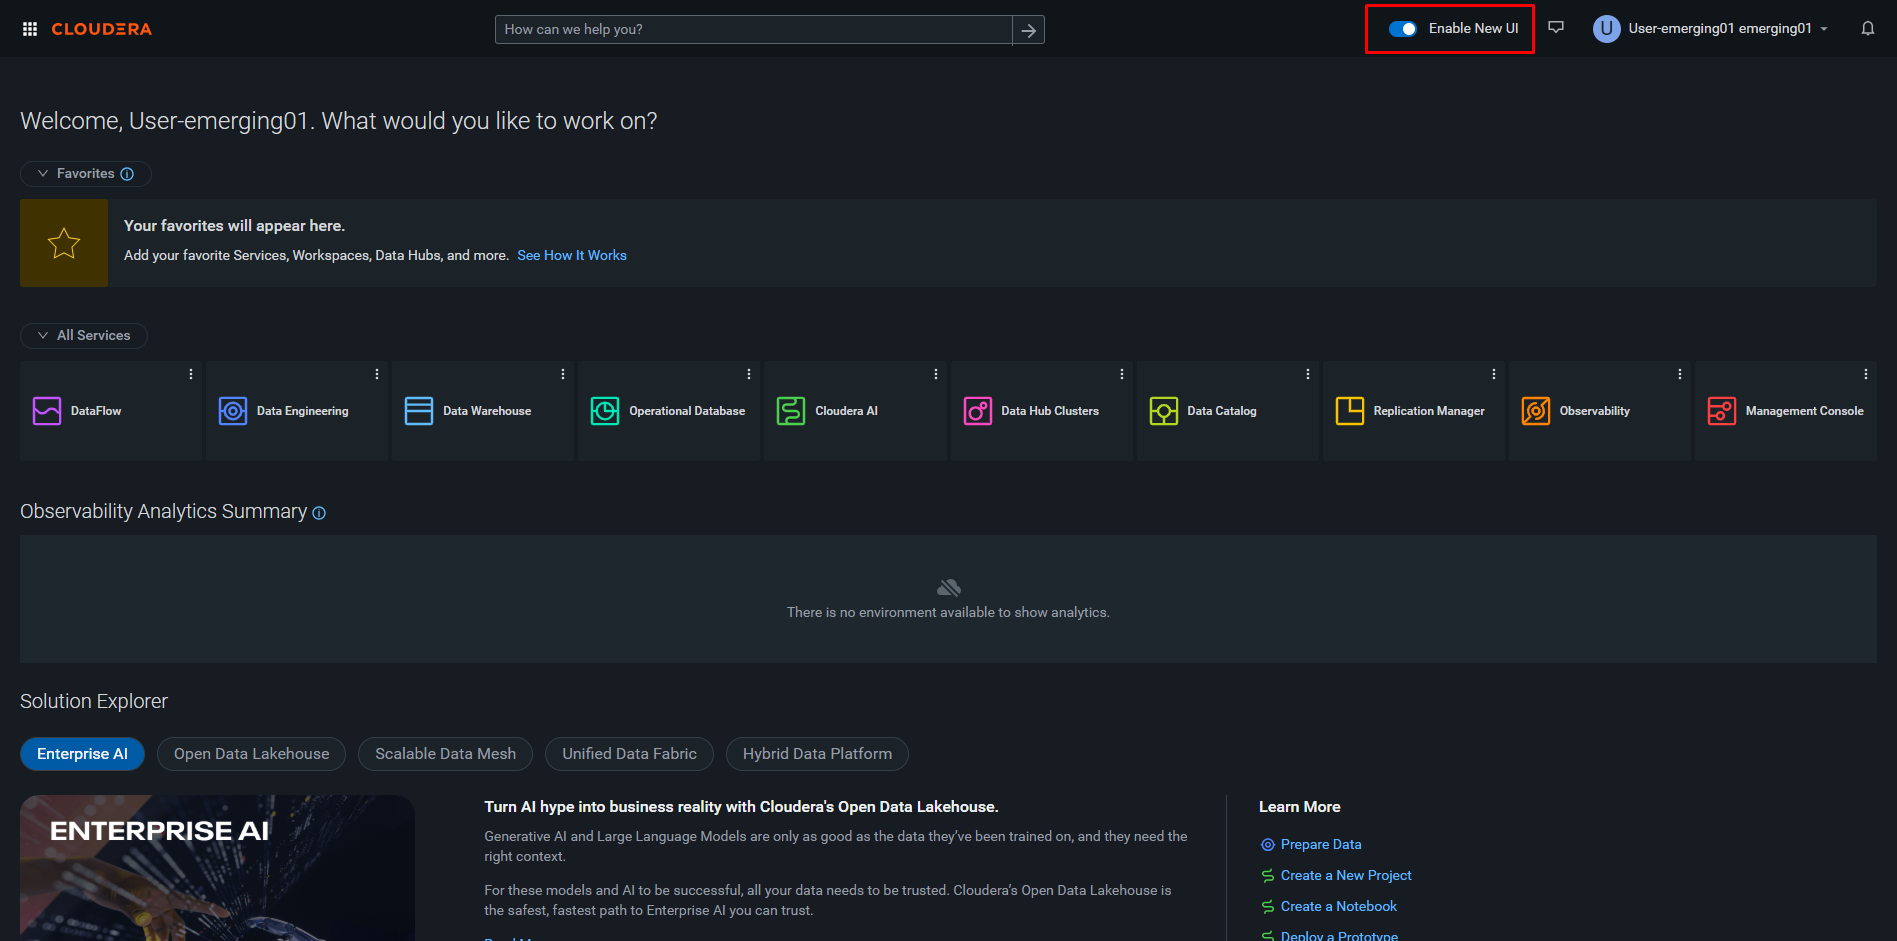 CLOUDERA
How can we help you?
Enable New UI
U
User-emerging01 emerging01
Welcome, User-emerging01. What would you like to work on?
Favorites
Your favorites will appear here.
Add your favorite Services, Workspaces, Data Hubs, and more. See How It Works
All Services
DataFlow
Data Engineering
Data Warehouse
Operational Database
Cloudera AI
Data Hub Clusters
Data Catalog
Replication Manager
Observability
Management Console
Observability Analytics Summary
There is no environment available to show analytics.
Solution Explorer
Enterprise AI
Open Data Lakehouse
Scalable Data Mesh
Unified Data Fabric
Hybrid Data Platform
ENTERPRISE AI
Turn AI hype into business reality with Cloudera's Open Data Lakehouse.
Generative AI and Large Language Models are only as good as the data they've been trained on, and they need the
right context.
For these models and AI to be successful, all your data needs to be trusted. Cloudera's Open Data Lakehouse is
the safest, fastest path to Enterprise AI you can trust.
Learn More
Prepare Data
Create a New Project
Create a Notebook
Deploy a Prototype